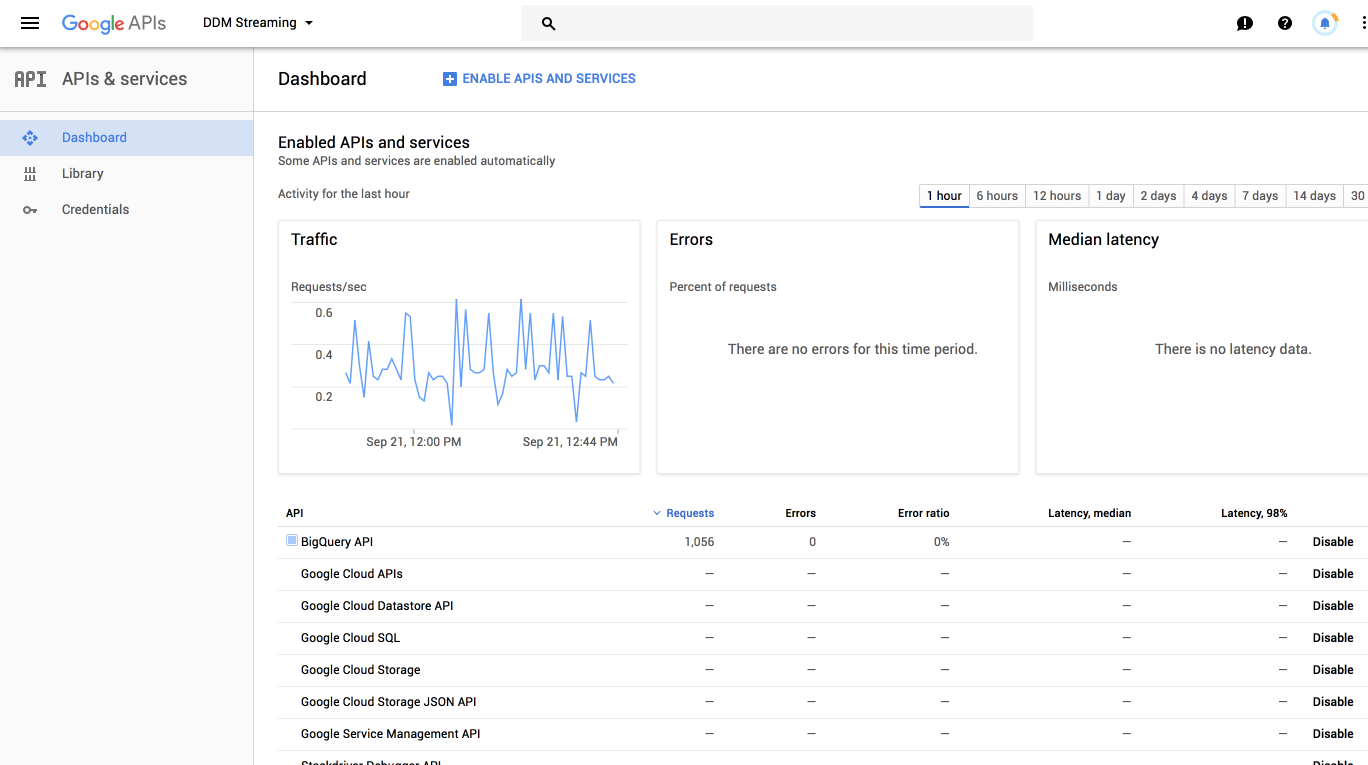 Google APIs
DDM Streaming
API APIs & services
Dashboard
ENABLE APIS AND SERVICES
Dashboard
Library
Credentials
Enabled APIs and services
Some APIs and services are enabled automatically
Activity for the last hour
1 hour 6 hours 12 hours 1 day 2 days 4 days 7 days 14 days 30
Traffic
Requests/sec
0.6
0.4
0.2
Sep 21, 12:00 PM Sep 21, 12:44 PM
Errors
Percent of requests
There are no errors for this time period.
Median latency
Milliseconds
There is no latency data.
API Requests Errors Error ratio Latency, median Latency, 98%
BigQuery API 1,056 0 0% — — Disable
Google Cloud APIs — — — — — Disable
Google Cloud Datastore API — — — — — Disable
Google Cloud SQL — — — — — Disable
Google Cloud Storage — — — — — Disable
Google Cloud Storage JSON API — — — — — Disable
Google Service Management API — — — — — Disable
Stackdriver Debugger API Disable